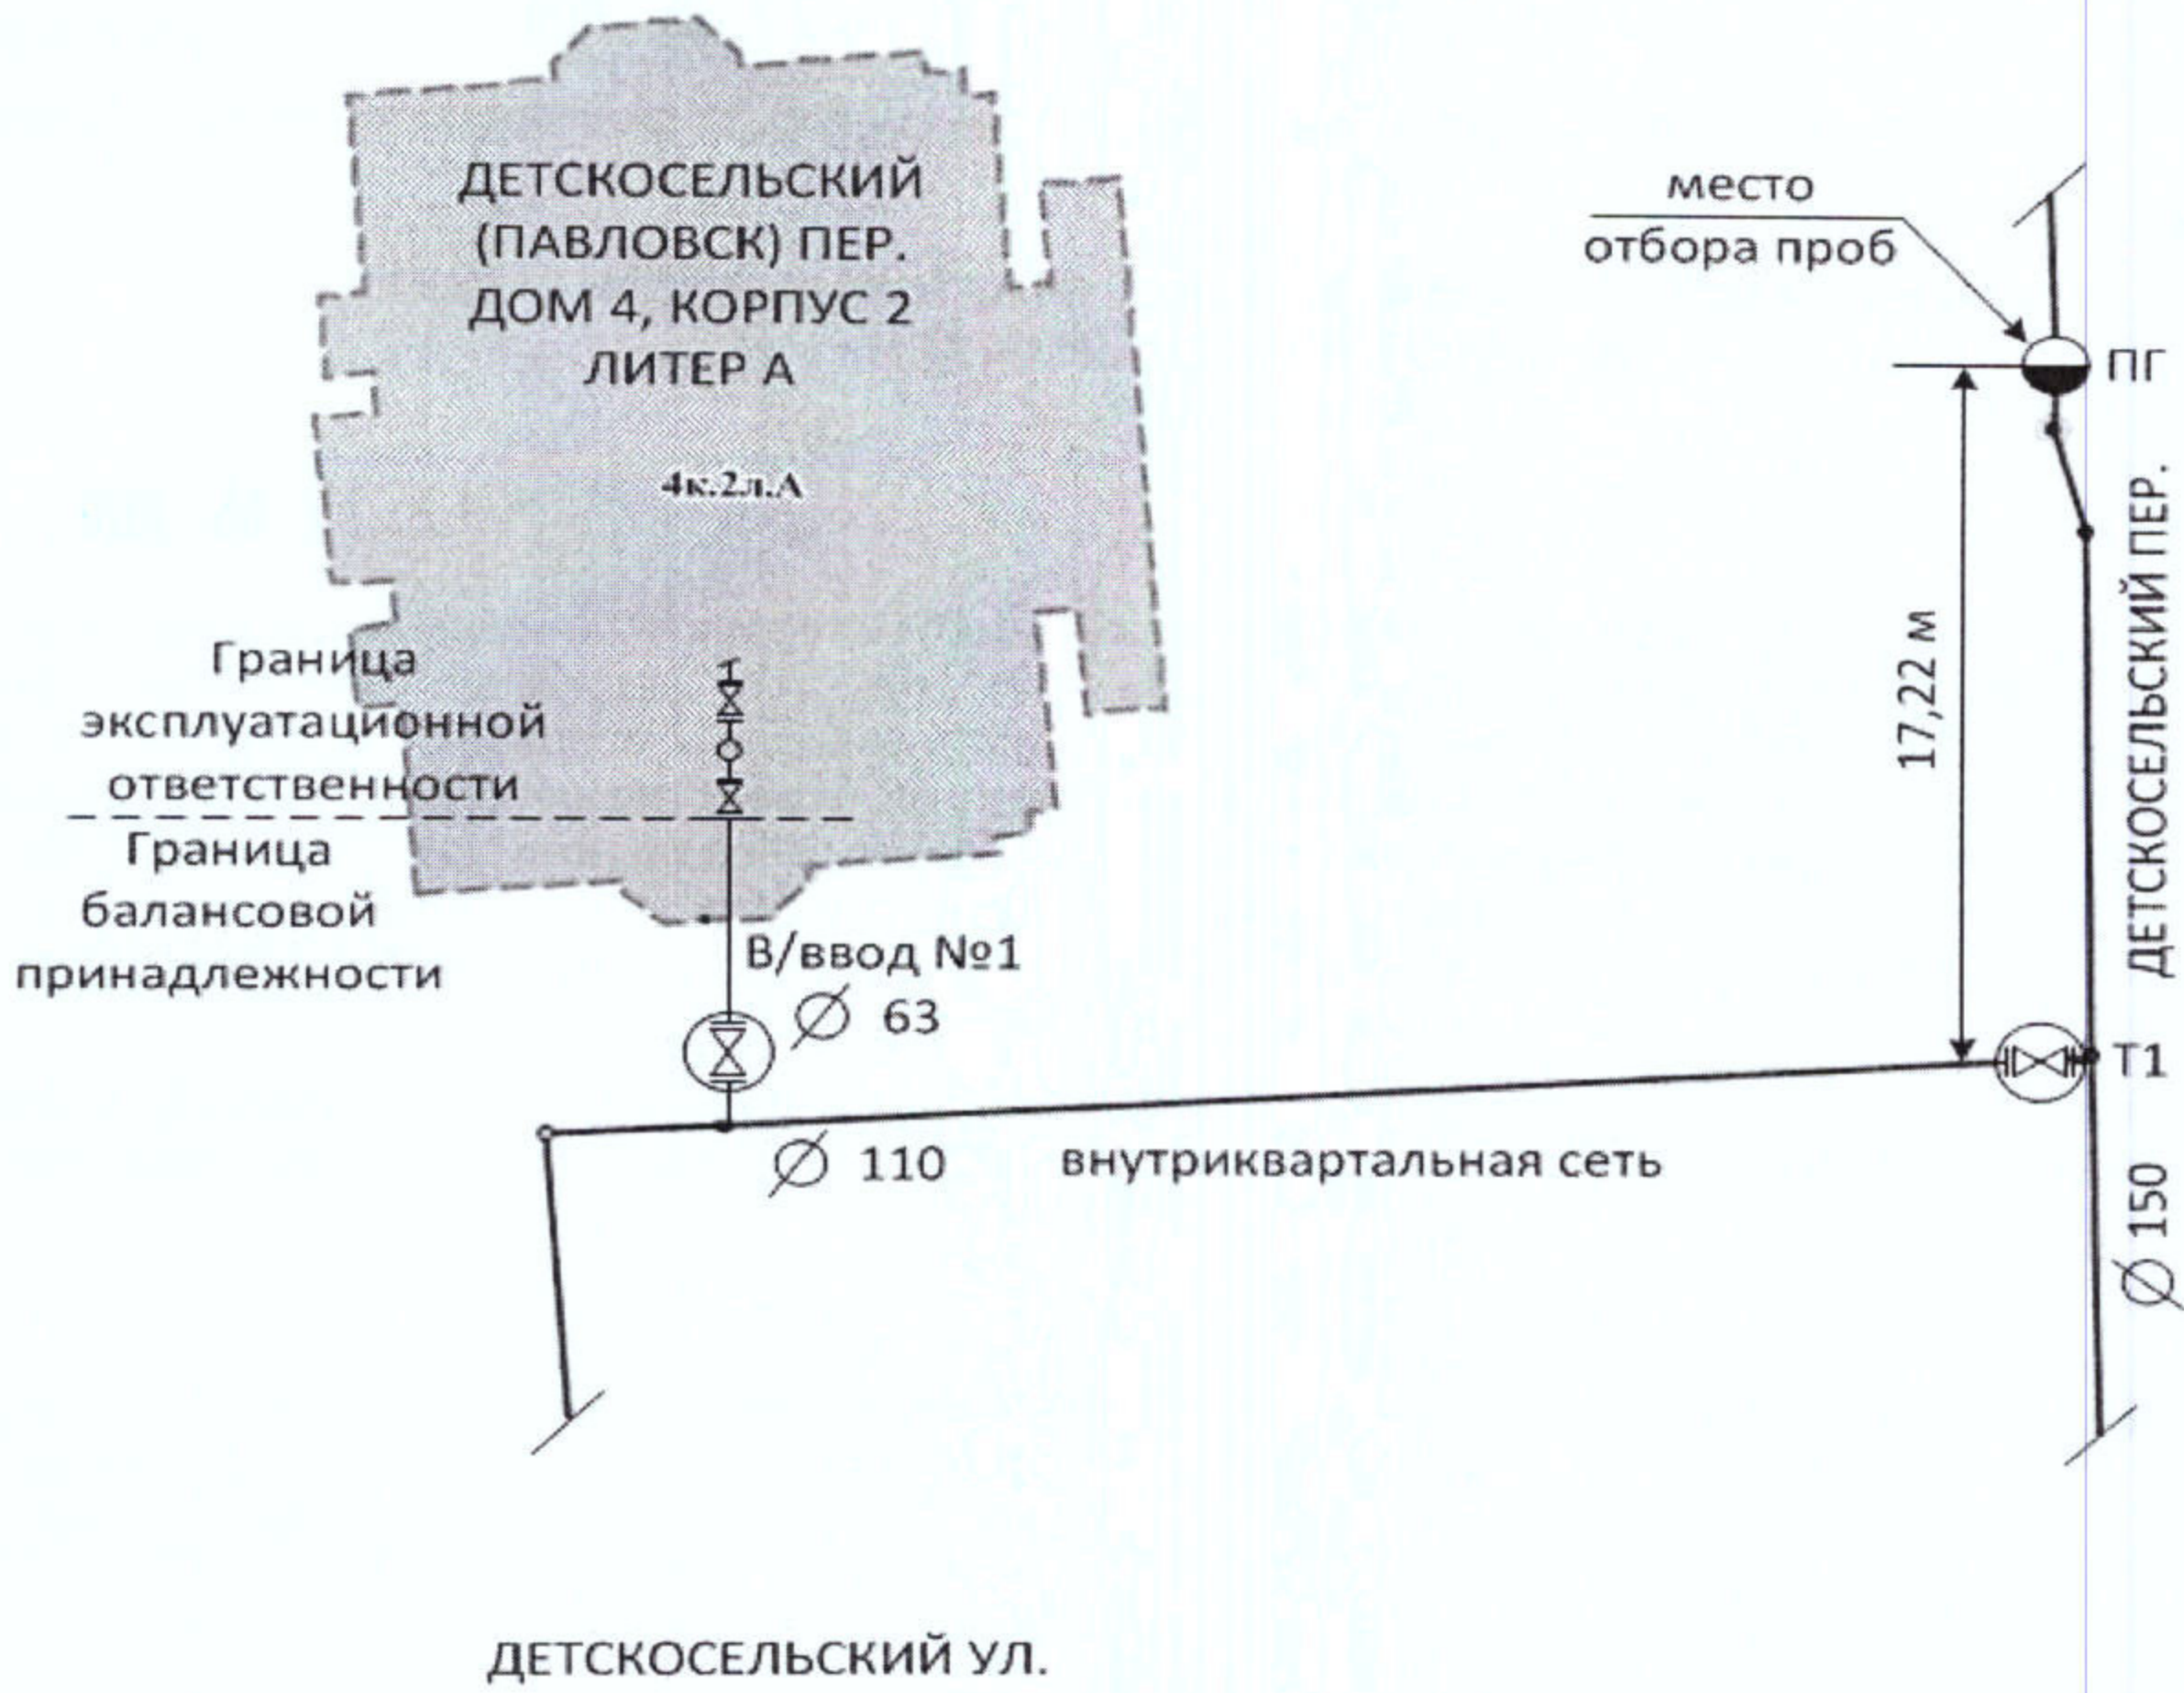 ДЕТСКОСЕЛЬСКИЙ
(ПАВЛОВСК) ПЕР.
ДОМ 4, КОРПУС 2
ЛИТЕР А
4к.2л.А
место
отбора проб
ПГ
17,22 м
ДЕТСКОСЕЛЬСКИЙ ПЕР.
Граница
эксплуатационной
ответственности
Граница
балансовой
принадлежности
В/ввод №1
∅ 63
Т1
∅ 110
внутриквартальная сеть
∅ 150
ДЕТСКОСЕЛЬСКИЙ УЛ.